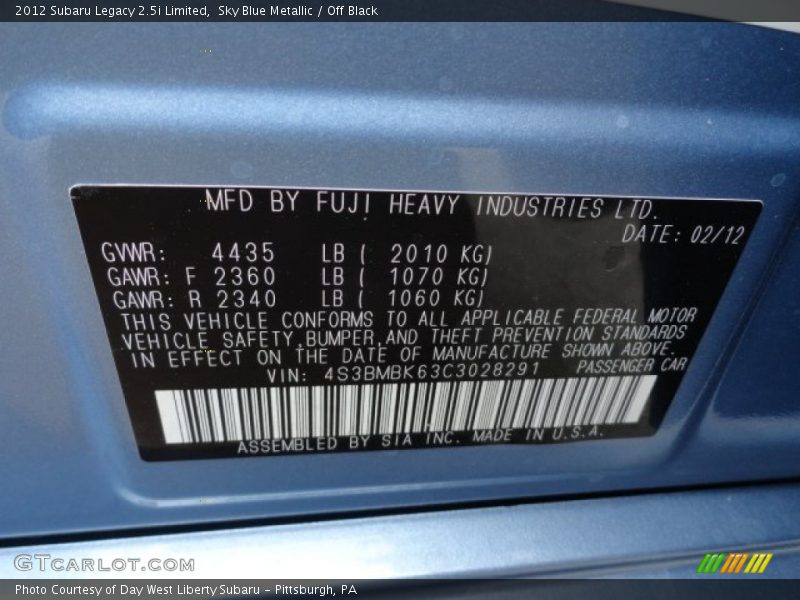 2012 Subaru Legacy 2.5i Limited, Sky Blue Metallic / Off Black
MFD BY FUJI HEAVY INDUSTRIES LTD.
DATE: 02/12
GVWR: 4435 LB ( 2010 KG)
GAWR: F 2360 LB ( 1070 KG)
GAWR: R 2340 LB ( 1060 KG)
THIS VEHICLE CONFORMS TO ALL APPLICABLE FEDERAL MOTOR
VEHICLE SAFETY,BUMPER,AND THEFT PREVENTION STANDARDS
IN EFFECT ON THE DATE OF MANUFACTURE SHOWN ABOVE.
VIN: 4S3BMBK63C3028291 PASSENGER CAR
ASSEMBLED BY SIA INC. MADE IN U.S.A.
GTCARLOT.COM
Photo Courtesy of Day West Liberty Subaru – Pittsburgh, PA